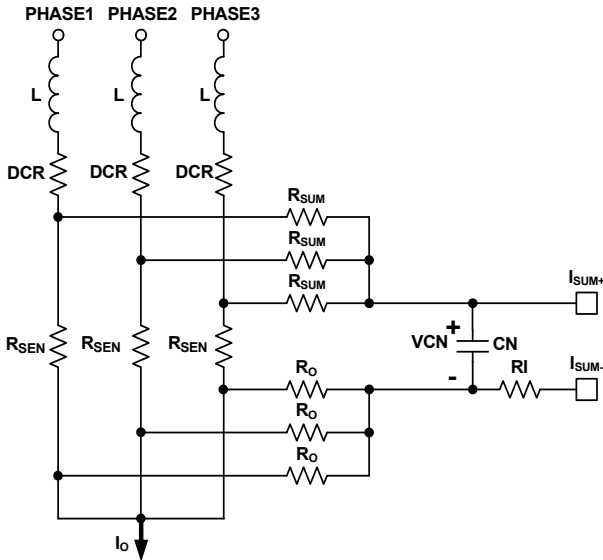 PHASE1 PHASE2 PHASE3
L L L
DCR DCR DCR
RSUM
RSUM
ISUM+
RSUM
RSEN RSEN RSEN
+
VCN CN
-
RO
RI
ISUM-
RO
RO
IO